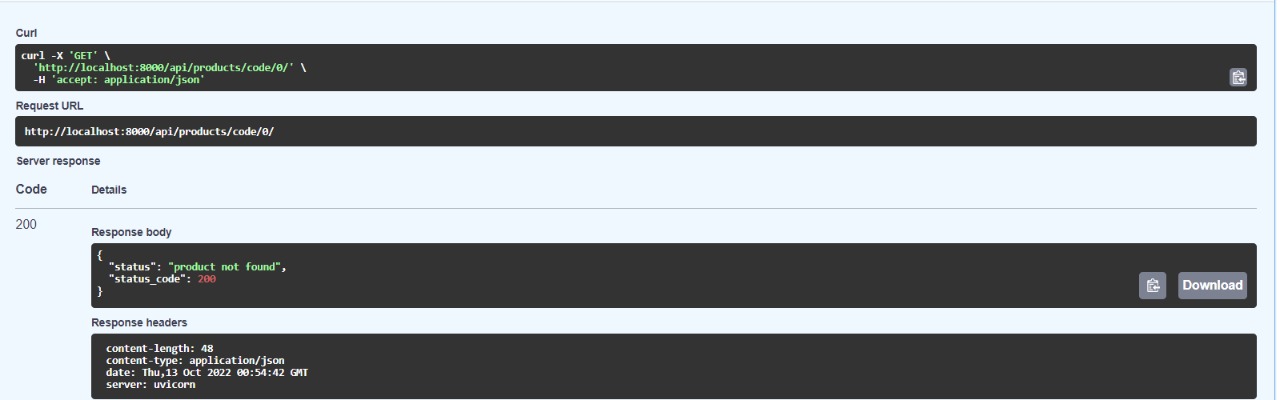 Curl
curl -X 'GET' \
  'http://localhost:8000/api/products/code/0/' \
  -H 'accept: application/json'
Request URL
http://localhost:8000/api/products/code/0/
Server response
Code Details
200
Response body
{
  "status": "product not found",
  "status_code": 200
}
Download
Response headers
content-length: 48
content-type: application/json
date: Thu,13 Oct 2022 00:54:42 GMT
server: uvicorn